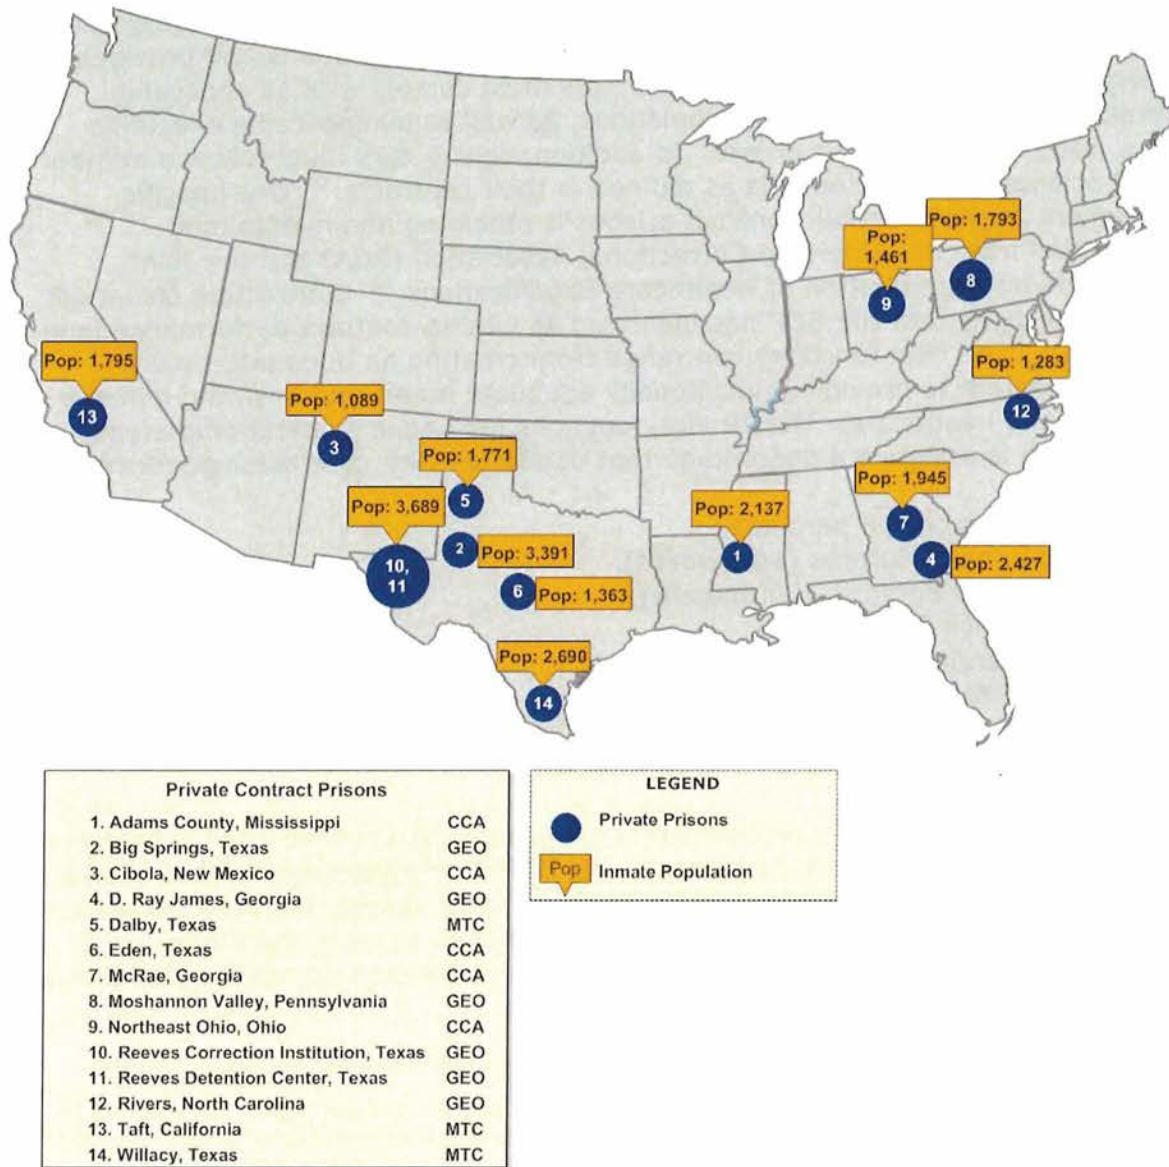 Pop: 1,793
Pop:
1,461
8
9
Pop: 1,795
Pop: 1,283
13
Pop: 1,089
12
3
Pop: 1,771
Pop: 1,945
5
Pop: 3,689
Pop: 2,137
7
2
Pop: 3,391
1
4
Pop: 2,427
10,
11
6
Pop: 1,363
Pop: 2,690
14
Private Contract Prisons
1. Adams County, Mississippi CCA
2. Big Springs, Texas GEO
3. Cibola, New Mexico CCA
4. D. Ray James, Georgia GEO
5. Dalby, Texas MTC
6. Eden, Texas CCA
7. McRae, Georgia CCA
8. Moshannon Valley, Pennsylvania GEO
9. Northeast Ohio, Ohio CCA
10. Reeves Correction Institution, Texas GEO
11. Reeves Detention Center, Texas GEO
12. Rivers, North Carolina GEO
13. Taft, California MTC
14. Willacy, Texas MTC
LEGEND
Private Prisons
Pop
Inmate Population